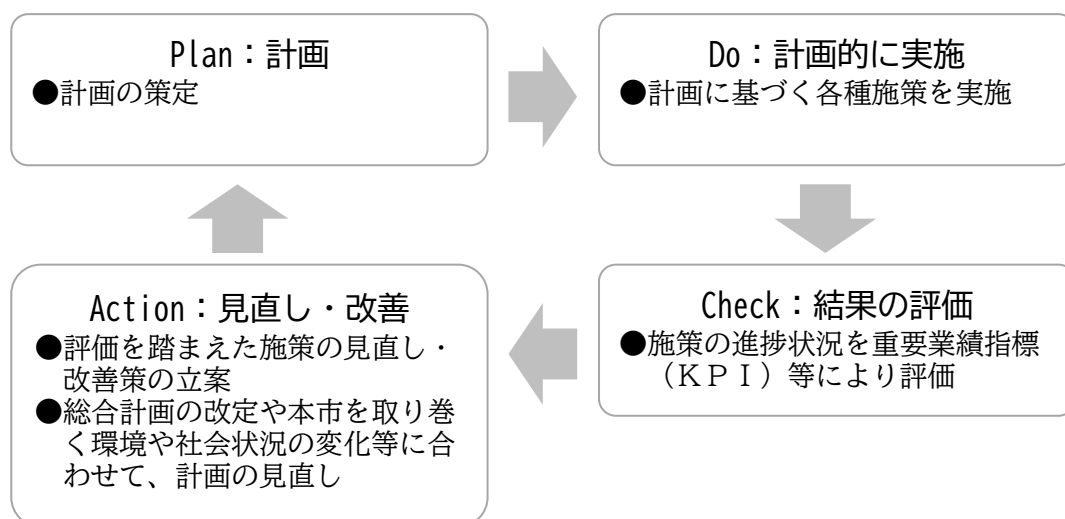 Plan：計画
●計画の策定
Do：計画的に実施
●計画に基づく各種施策を実施
Check：結果の評価
●施策の進捗状況を重要業績指標
（ＫＰＩ）等により評価
Action：見直し・改善
●評価を踏まえた施策の見直し・
改善策の立案
●総合計画の改定や本市を取り巻
く環境や社会状況の変化等に合
わせて、計画の見直し